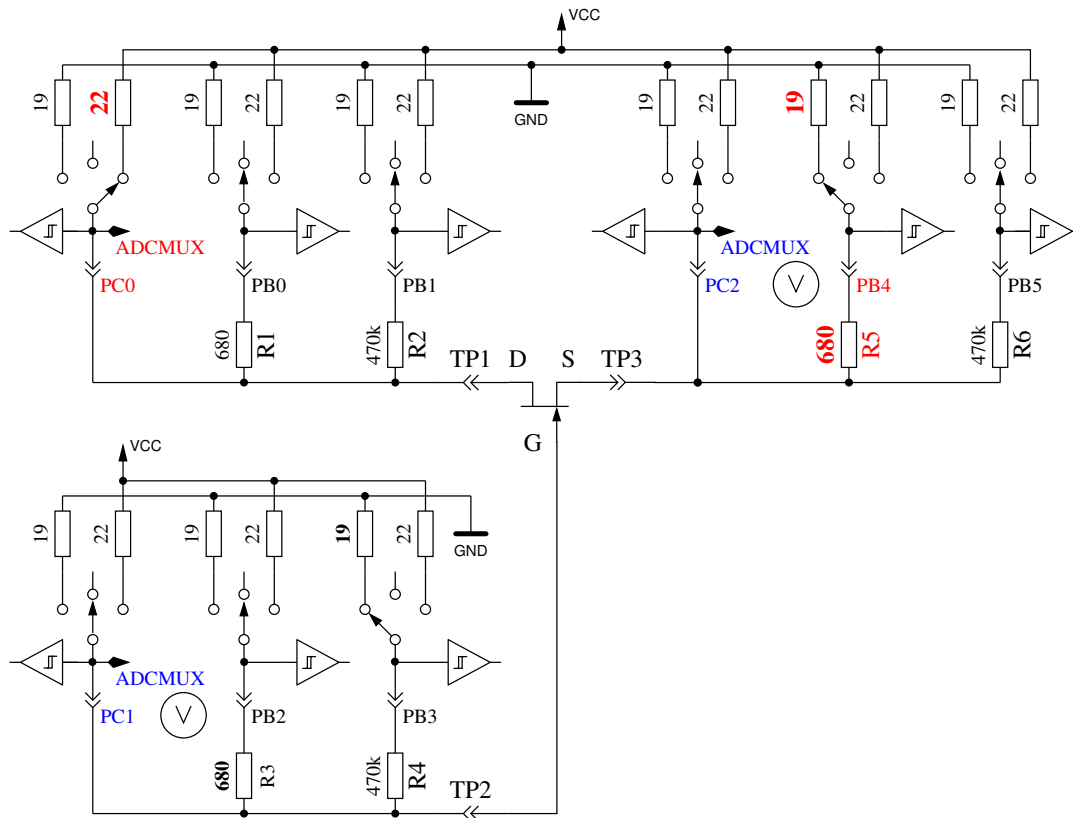 VCC
19
22
19
22
19
22
GND
19
22
19
22
19
22
ADCMUX
ADCMUX
PC0
PB0
PB1
PC2
V
PB4
PB5
680
R1
470k
R2
680
R5
470k
R6
TP1 D S TP3
G
VCC
19
22
19
22
19
22
GND
ADCMUX
PC1
V
PB2
PB3
680
R3
470k
R4
TP2